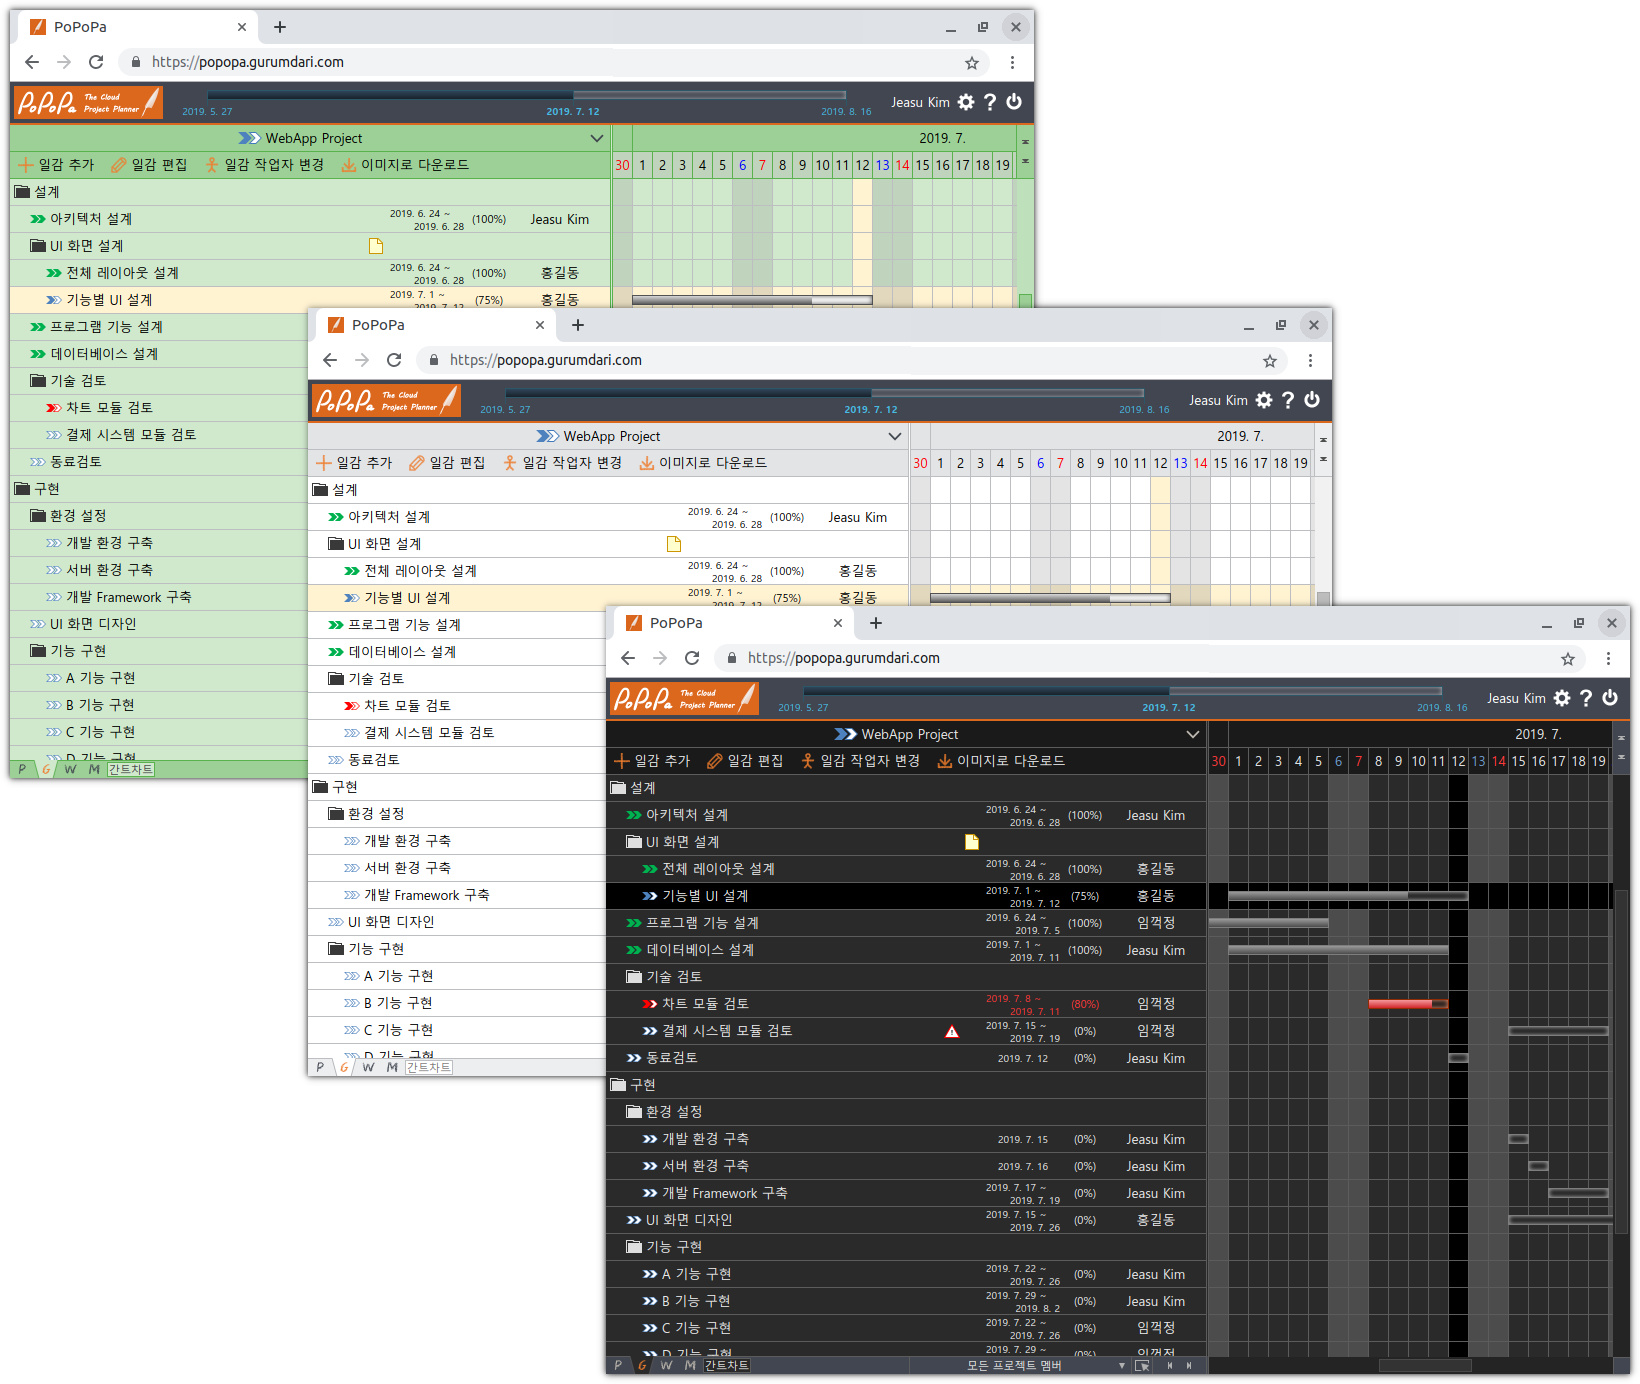 PoPoPa
https://popopa.gurumdari.com
PoPoPa The Cloud Project Planner
2019. 5. 27
2019. 7. 12
2019. 8. 16
Jeasu Kim
WebApp Project
2019. 7.
일감 추가 일감 편집 일감 작업자 변경 이미지로 다운로드
30 1 2 3 4 5 6 7 8 9 10 11 12 13 14 15 16 17 18 19
설계
아키텍처 설계 2019. 6. 24 ~ 2019. 6. 28 (100%) Jeasu Kim
UI 화면 설계
전체 레이아웃 설계 2019. 6. 24 ~ 2019. 6. 28 (100%) 홍길동
기능별 UI 설계 2019. 7. 1 ~ 2019. 7. 12 (75%) 홍길동
프로그램 기능 설계
데이터베이스 설계
기술 검토
차트 모듈 검토
결제 시스템 모듈 검토
동료검토
구현
환경 설정
개발 환경 구축
서버 환경 구축
개발 Framework 구축
UI 화면 디자인
기능 구현
A 기능 구현
B 기능 구현
C 기능 구현
D 기능 구현
P G W M 간트차트
PoPoPa
https://popopa.gurumdari.com
PoPoPa The Cloud Project Planner
2019. 5. 27
2019. 7. 12
2019. 8. 16
Jeasu Kim
WebApp Project
2019. 7.
일감 추가 일감 편집 일감 작업자 변경 이미지로 다운로드
30 1 2 3 4 5 6 7 8 9 10 11 12 13 14 15 16 17 18 19
설계
아키텍처 설계 2019. 6. 24 ~ 2019. 6. 28 (100%) Jeasu Kim
UI 화면 설계
전체 레이아웃 설계 2019. 6. 24 ~ 2019. 6. 28 (100%) 홍길동
기능별 UI 설계 2019. 7. 1 ~ 2019. 7. 12 (75%) 홍길동
프로그램 기능 설계
데이터베이스 설계
기술 검토
차트 모듈 검토
결제 시스템 모듈 검토
동료검토
구현
환경 설정
개발 환경 구축
서버 환경 구축
개발 Framework 구축
UI 화면 디자인
기능 구현
A 기능 구현
B 기능 구현
C 기능 구현
D 기능 구현
P G W M 간트차트
PoPoPa
https://popopa.gurumdari.com
PoPoPa The Cloud Project Planner
2019. 5. 27
2019. 7. 12
2019. 8. 16
Jeasu Kim
WebApp Project
2019. 7.
일감 추가 일감 편집 일감 작업자 변경 이미지로 다운로드
30 1 2 3 4 5 6 7 8 9 10 11 12 13 14 15 16 17 18 19
설계
아키텍처 설계 2019. 6. 24 ~ 2019. 6. 28 (100%) Jeasu Kim
UI 화면 설계
전체 레이아웃 설계 2019. 6. 24 ~ 2019. 6. 28 (100%) 홍길동
기능별 UI 설계 2019. 7. 1 ~ 2019. 7. 12 (75%) 홍길동
프로그램 기능 설계 2019. 6. 24 ~ 2019. 7. 5 (100%) 임꺽정
데이터베이스 설계 2019. 7. 1 ~ 2019. 7. 11 (100%) Jeasu Kim
기술 검토
차트 모듈 검토 2019. 7. 8 ~ 2019. 7. 11 (80%) 임꺽정
결제 시스템 모듈 검토 2019. 7. 15 ~ 2019. 7. 19 (0%) 임꺽정
동료검토 2019. 7. 12 (0%) Jeasu Kim
구현
환경 설정
개발 환경 구축 2019. 7. 15 (0%) Jeasu Kim
서버 환경 구축 2019. 7. 16 (0%) Jeasu Kim
개발 Framework 구축 2019. 7. 17 ~ 2019. 7. 19 (0%) Jeasu Kim
UI 화면 디자인 2019. 7. 15 ~ 2019. 7. 26 (0%) 홍길동
기능 구현
A 기능 구현 2019. 7. 22 ~ 2019. 7. 26 (0%) Jeasu Kim
B 기능 구현 2019. 7. 29 ~ 2019. 8. 2 (0%) Jeasu Kim
C 기능 구현 2019. 7. 22 ~ 2019. 7. 26 (0%) 임꺽정
D 기능 구현 2019. 7. 29 ~ (0%) 임꺽정
P G W M 간트차트 모든 프로젝트 멤버